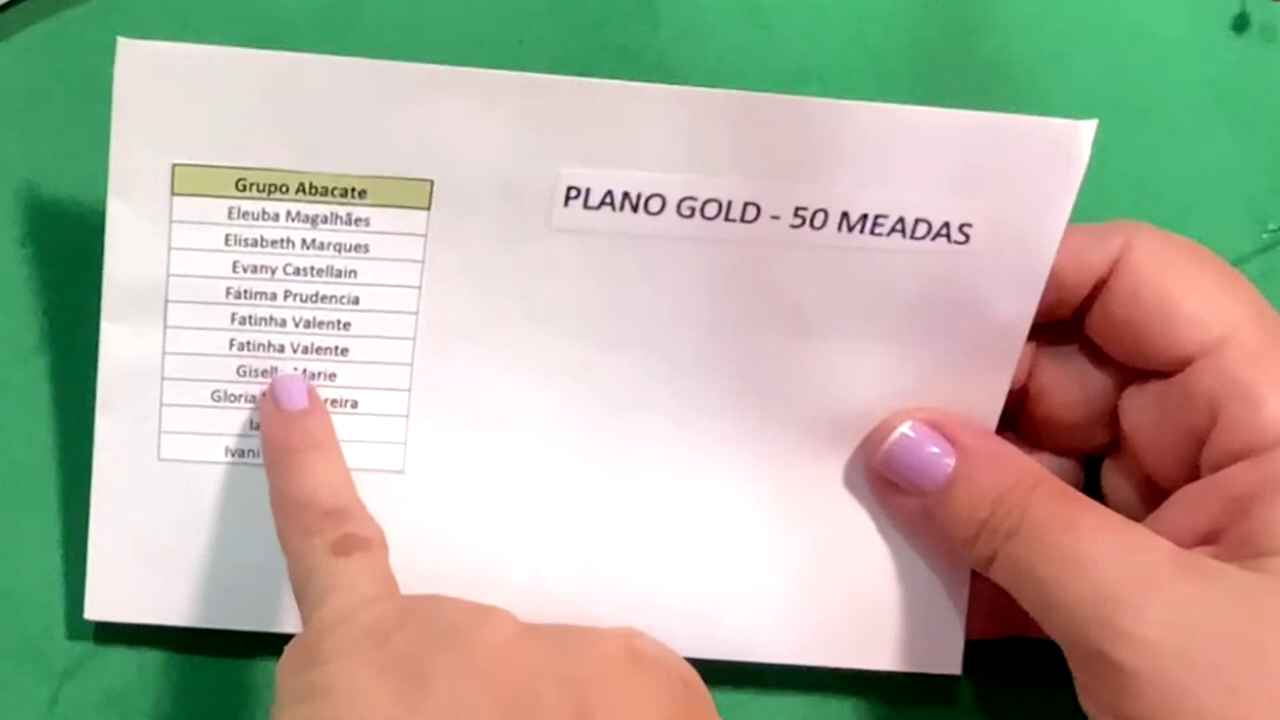 Grupo Abacate
Eleuba Magalhães
Elisabeth Marques
Evany Castellain
Fátima Prudencia
Fatinha Valente
Fatinha Valente
Marie
Gloria
Ivani
PLANO GOLD - 50 MEADAS